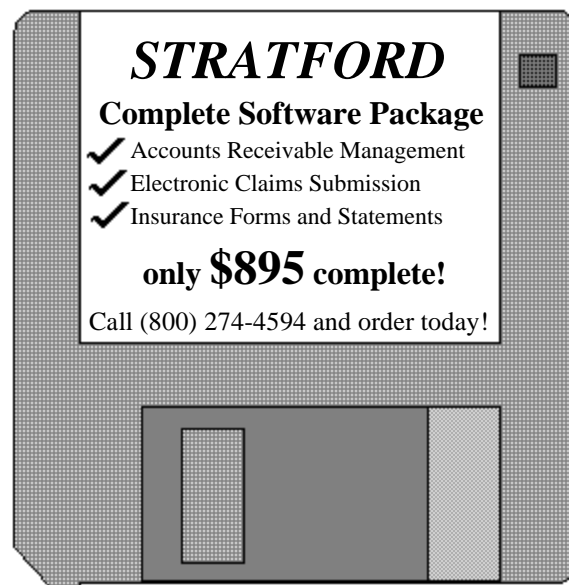 STRATFORD
Complete Software Package
Accounts Receivable Management
Electronic Claims Submission
Insurance Forms and Statements
only $895 complete!
Call (800) 274-4594 and order today!